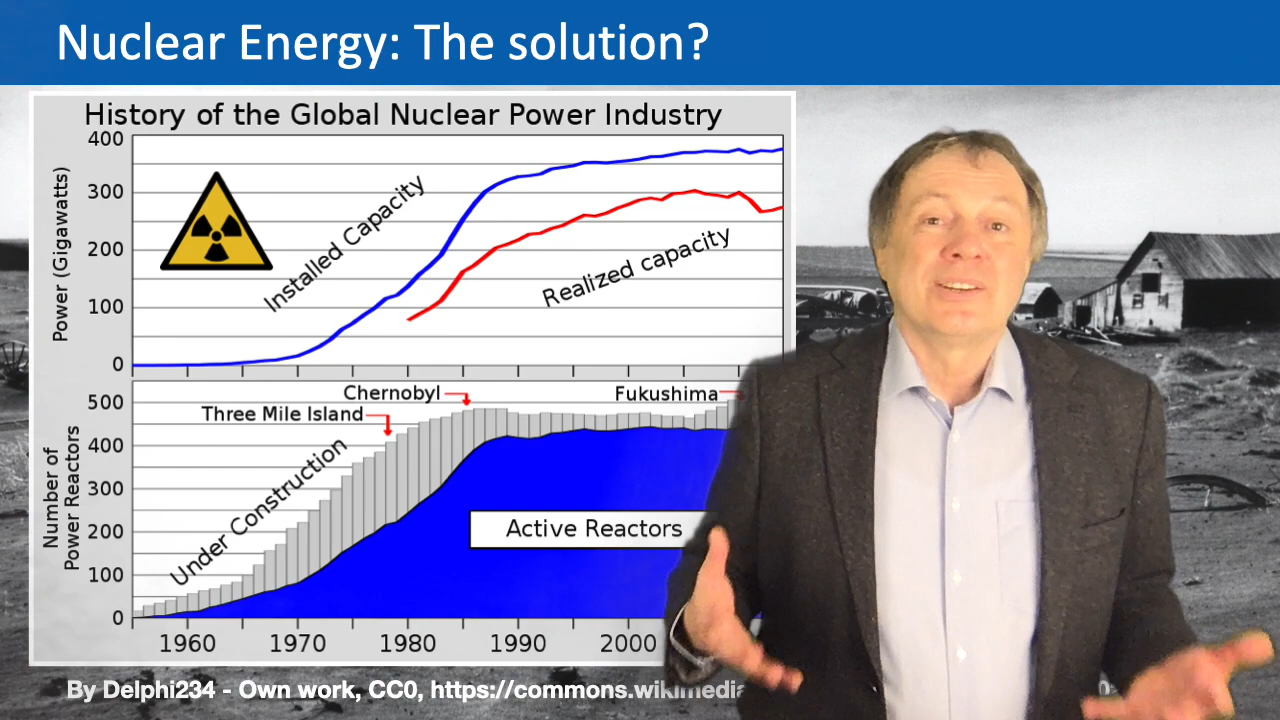 Nuclear Energy: The solution?
History of the Global Nuclear Power Industry
400
300
200
100
0
Power (Gigawatts)
Installed Capacity
Realized capacity
Chernobyl
Fukushima
Three Mile Island
500
400
300
200
100
0
Number of
Power Reactors
Under Construction
Active Reactors
1960 1970 1980 1990 2000
By Delphi234 - Own work, CC0, https://commons.wikimedia